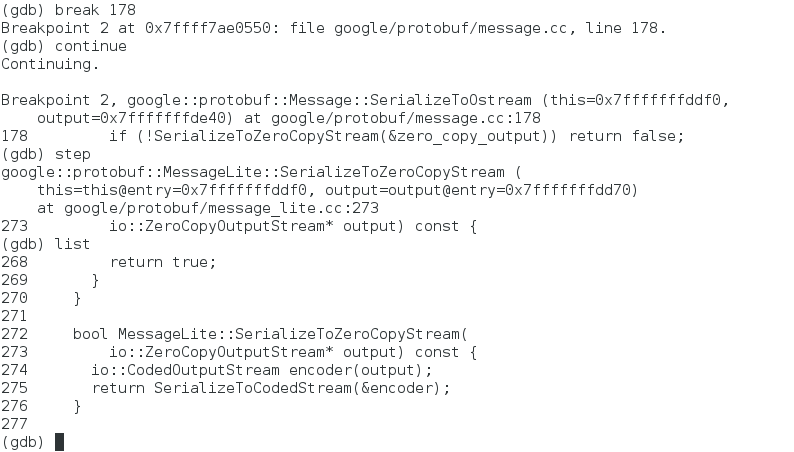 (gdb) break 178
Breakpoint 2 at 0x7ffff7ae0550: file google/protobuf/message.cc, line 178.
(gdb) continue
Continuing.

Breakpoint 2, google::protobuf::Message::SerializeToOstream (this=0x7fffffffddf0,
    output=0x7fffffffde40) at google/protobuf/message.cc:178
178         if (!SerializeToZeroCopyStream(&zero_copy_output)) return false;
(gdb) step
google::protobuf::MessageLite::SerializeToZeroCopyStream (
    this=this@entry=0x7fffffffddf0, output=output@entry=0x7fffffffdd70)
    at google/protobuf/message_lite.cc:273
273         io::ZeroCopyOutputStream* output) const {
(gdb) list
268         return true;
269       }
270     }
271
272     bool MessageLite::SerializeToZeroCopyStream(
273         io::ZeroCopyOutputStream* output) const {
274       io::CodedOutputStream encoder(output);
275       return SerializeToCodedStream(&encoder);
276     }
277
(gdb)